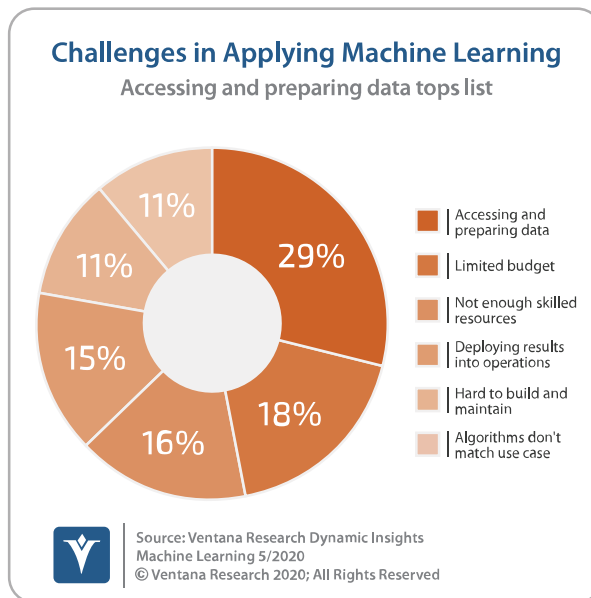 Challenges in Applying Machine Learning
Accessing and preparing data tops list
11%
29%
11%
15%
18%
16%
Accessing and
preparing data
Limited budget
Not enough skilled
resources
Deploying results
into operations
Hard to build and
maintain
Algorithms don't
match use case
Source: Ventana Research Dynamic Insights
Machine Learning 5/2020
© Ventana Research 2020; All Rights Reserved